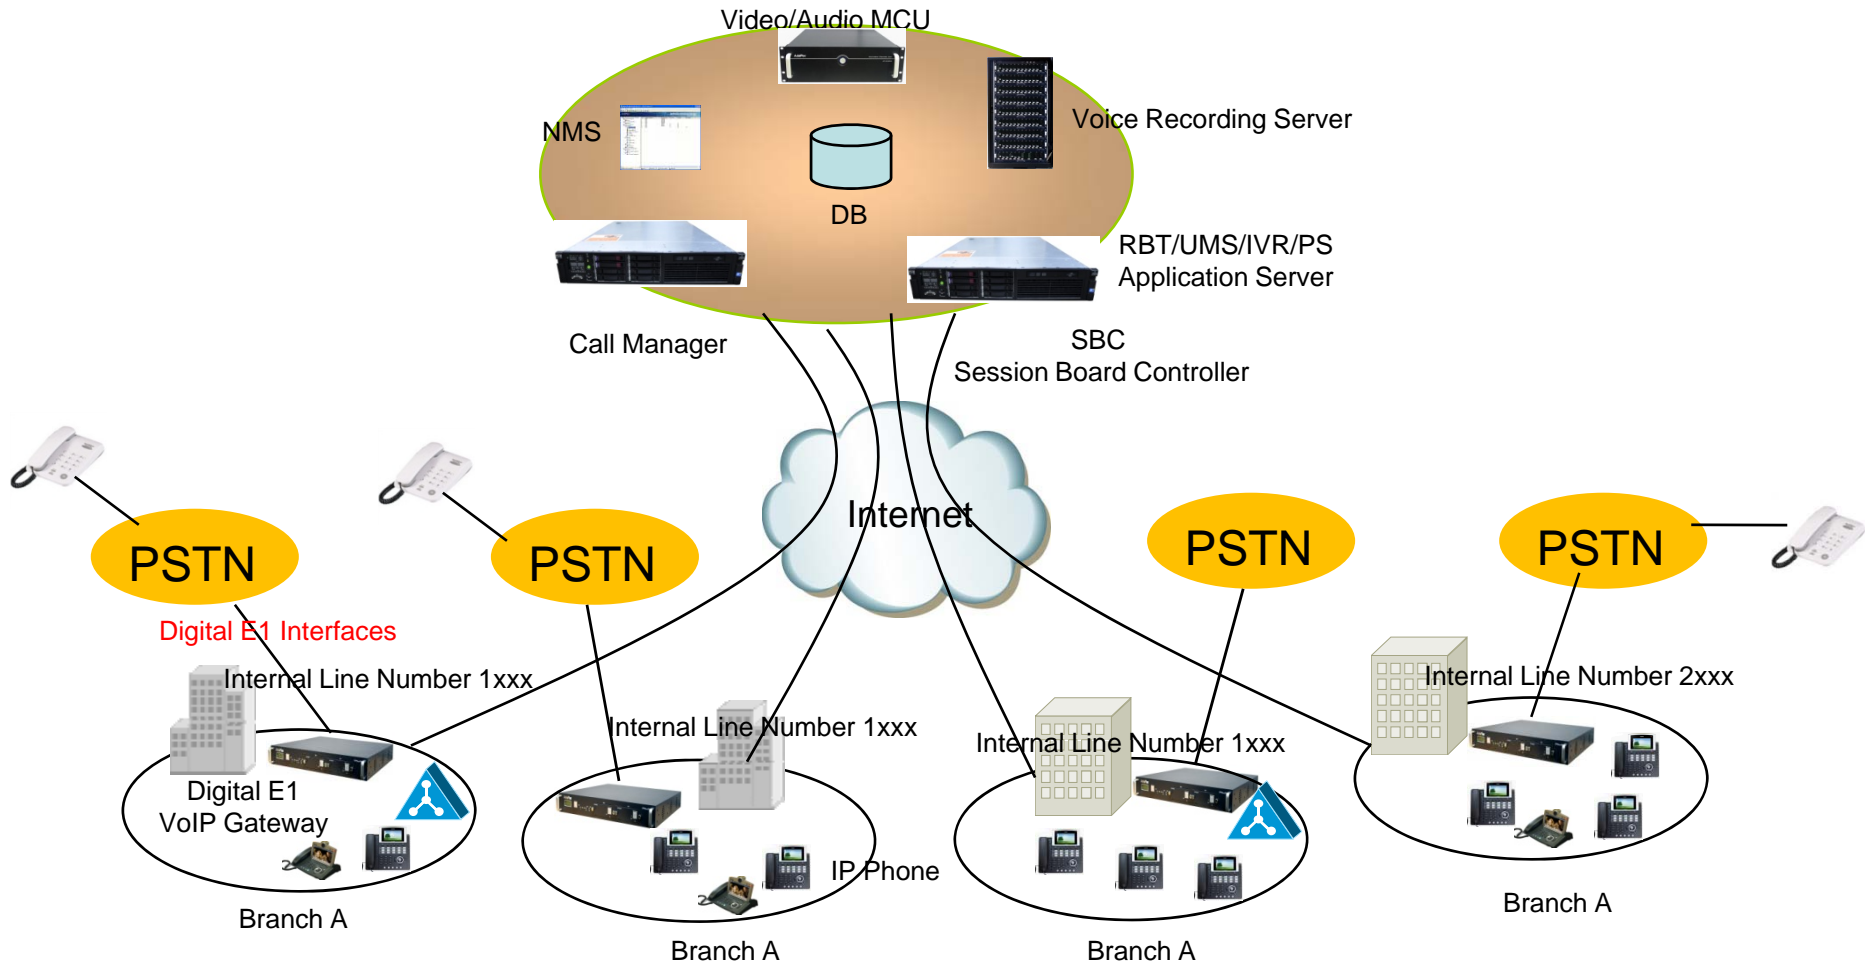 Video/Audio MCU
NMS
Voice Recording Server
DB
RBT/UMS/IVR/PS
Application Server
Call Manager
SBC
Session Board Controller
Internet
PSTN
PSTN
PSTN
PSTN
Digital E1 Interfaces
Internal Line Number 1xxx
Internal Line Number 1xxx
Internal Line Number 1xxx
Internal Line Number 2xxx
Digital E1
VoIP Gateway
IP Phone
Branch A
Branch A
Branch A
Branch A